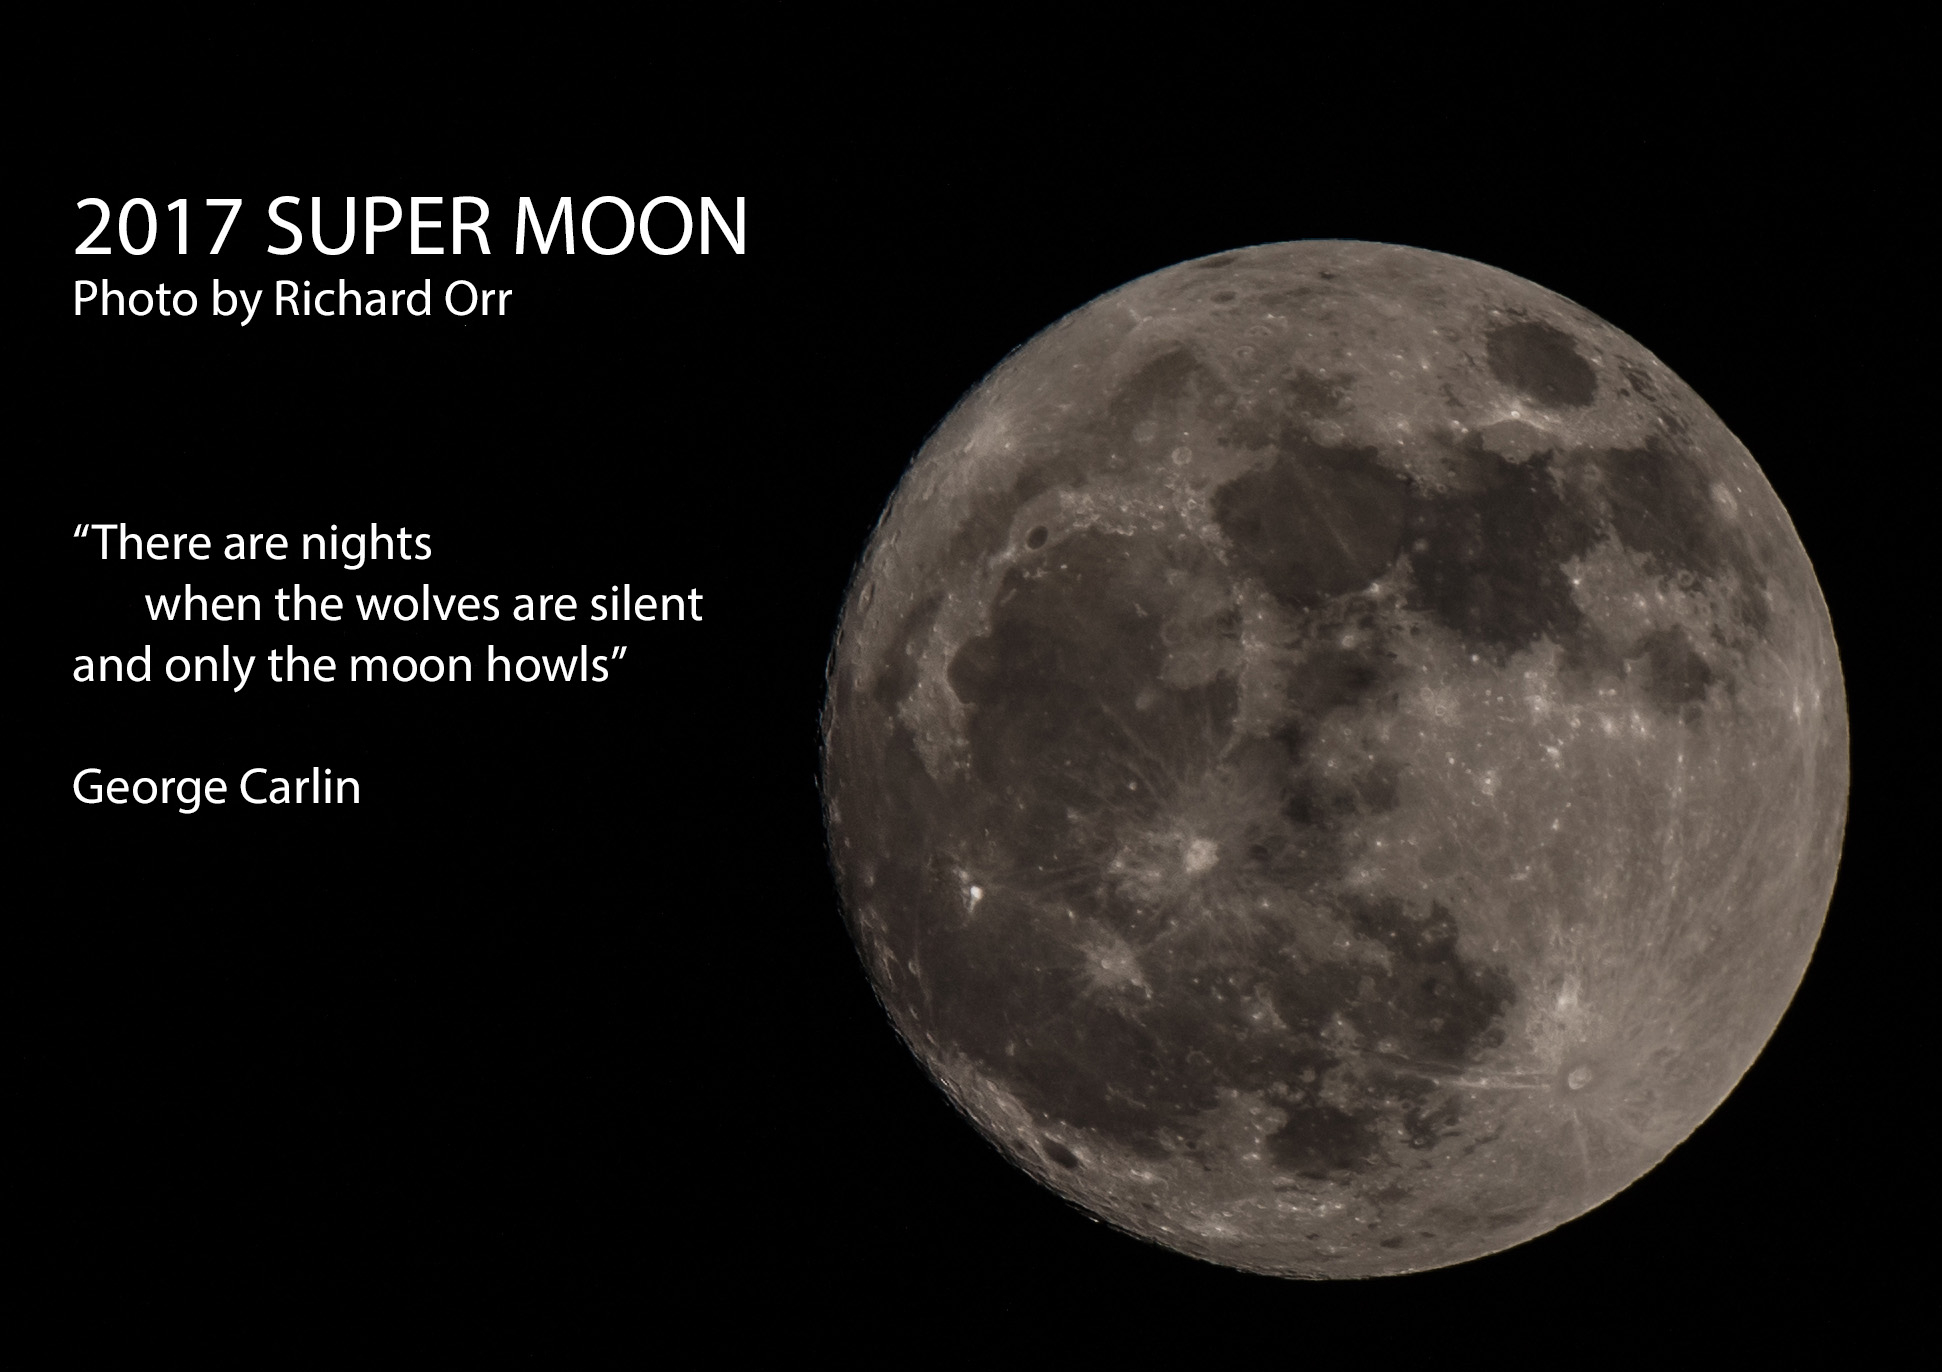 2017 SUPER MOON
Photo by Richard Orr
“There are nights
when the wolves are silent
and only the moon howls”
George Carlin